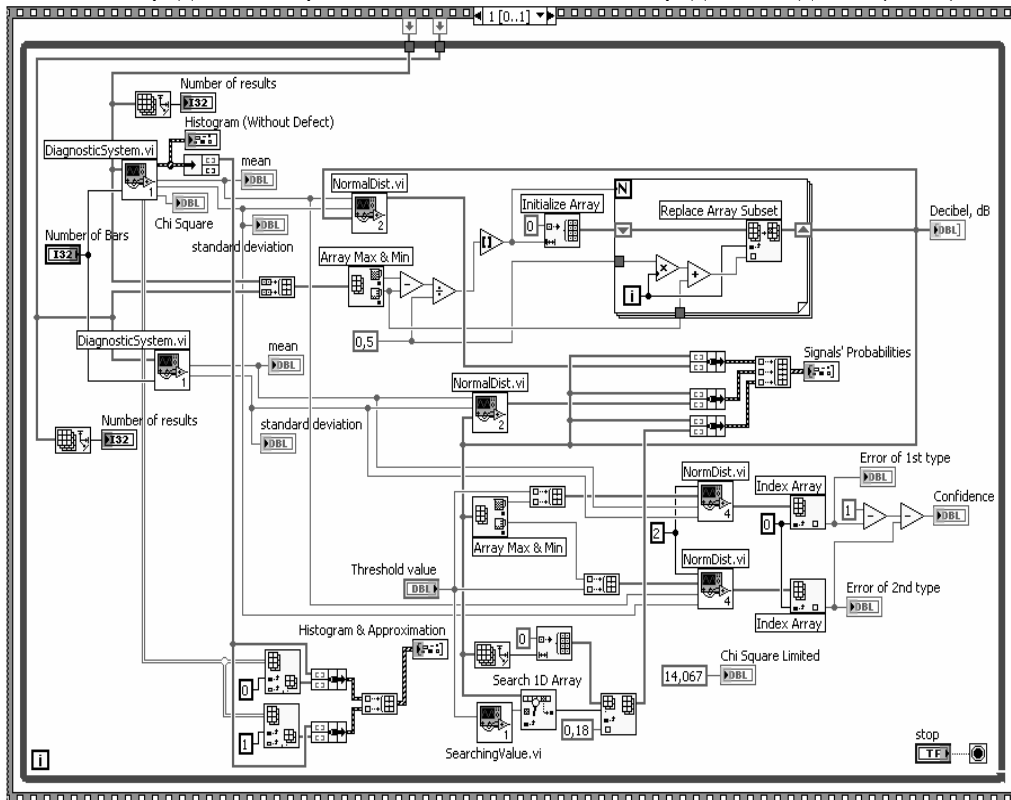 1 [0..1]
Number of results
I32
Histogram (Without Defect)
DiagnosticSystem.vi
1
mean
DBL
Chi Square
DBL
standard deviation
DBL
Number of Bars
I32
NormalDist.vi
2
Array Max & Min
0,5
Initialize Array
0
N
Replace Array Subset
i
Decibel, dB
DBL
DiagnosticSystem.vi
1
mean
DBL
standard deviation
DBL
Number of results
I32
NormalDist.vi
2
Signals' Probabilities
Array Max & Min
Threshold value
DBL
NormDist.vi
4
2
NormDist.vi
4
Index Array
0
Index Array
Error of 1st type
DBL
1
Confidence
DBL
Error of 2nd type
DBL
Histogram & Approximation
0
1
0
Search 1D Array
SearchingValue.vi
1
0,18
Chi Square Limited
14,067
DBL
stop
TF
i